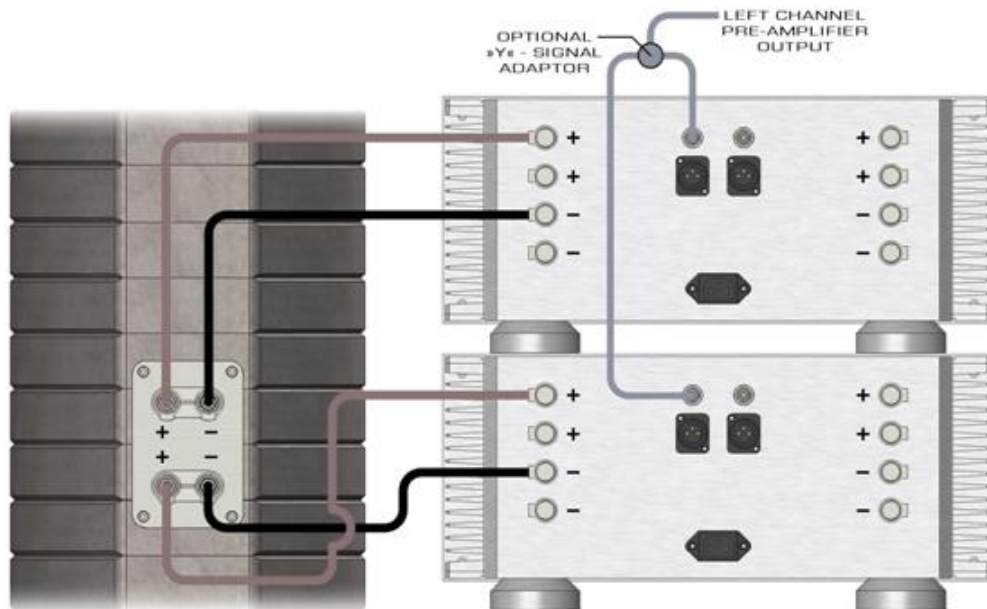 LEFT CHANNEL
PRE-AMPLIFIER
OUTPUT
OPTIONAL
»Y« - SIGNAL
ADAPTOR
+ +
+ +
− −
− −
+ −
+ −
+ +
+ +
− −
− −